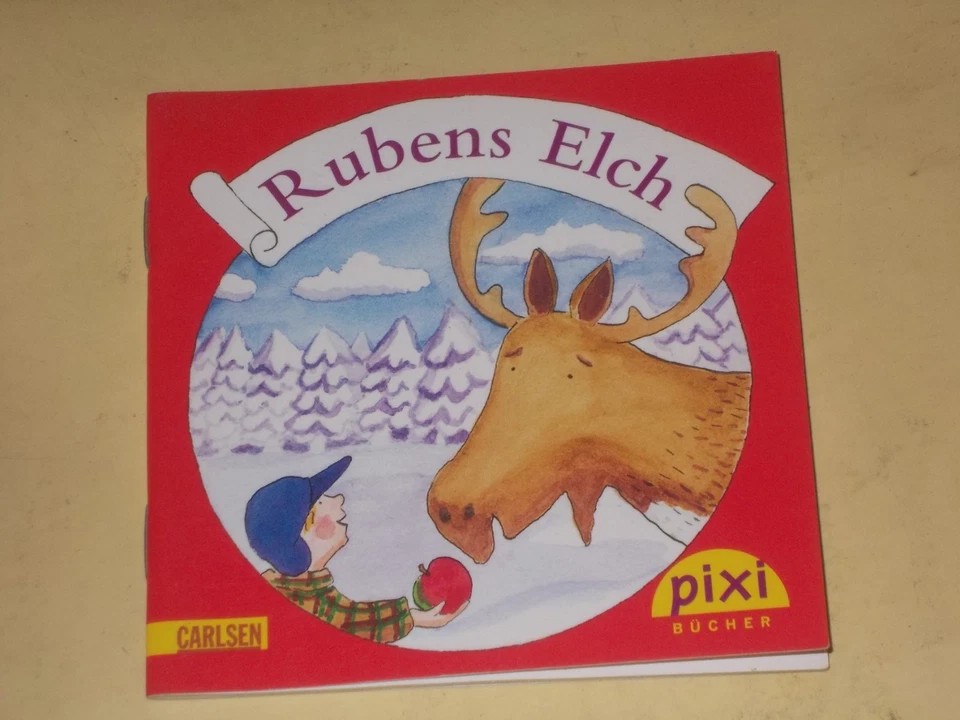 Rubens Elch
pixi
BÜCHER
CARLSEN